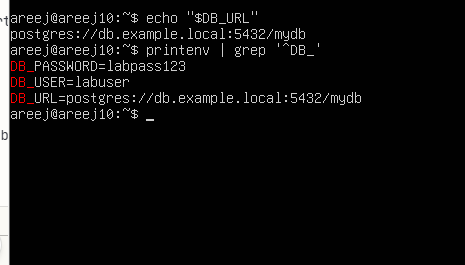 rt
areej@areej10:~$ echo "$DB_URL"
postgres://db.example.local:5432/mydb
areej@areej10:~$ printenv | grep '^DB_'
DB_PASSWORD=labpass123
DB_USER=labuser
DB_URL=postgres://db.example.local:5432/mydb
areej@areej10:~$ _
b